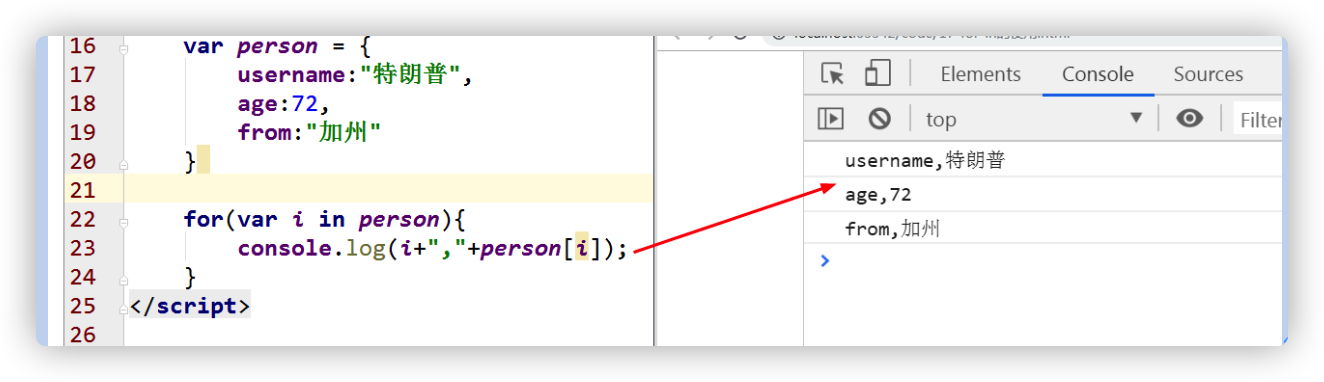 16 var person = {
17 username:"特朗普",
18 age:72,
19 from:"加州"
20 }
21
22 for(var i in person){
23 console.log(i+","+person[i]);
24 }
25 </script>
26
Elements Console Sources
top Filter
username,特朗普
age,72
from,加州
>